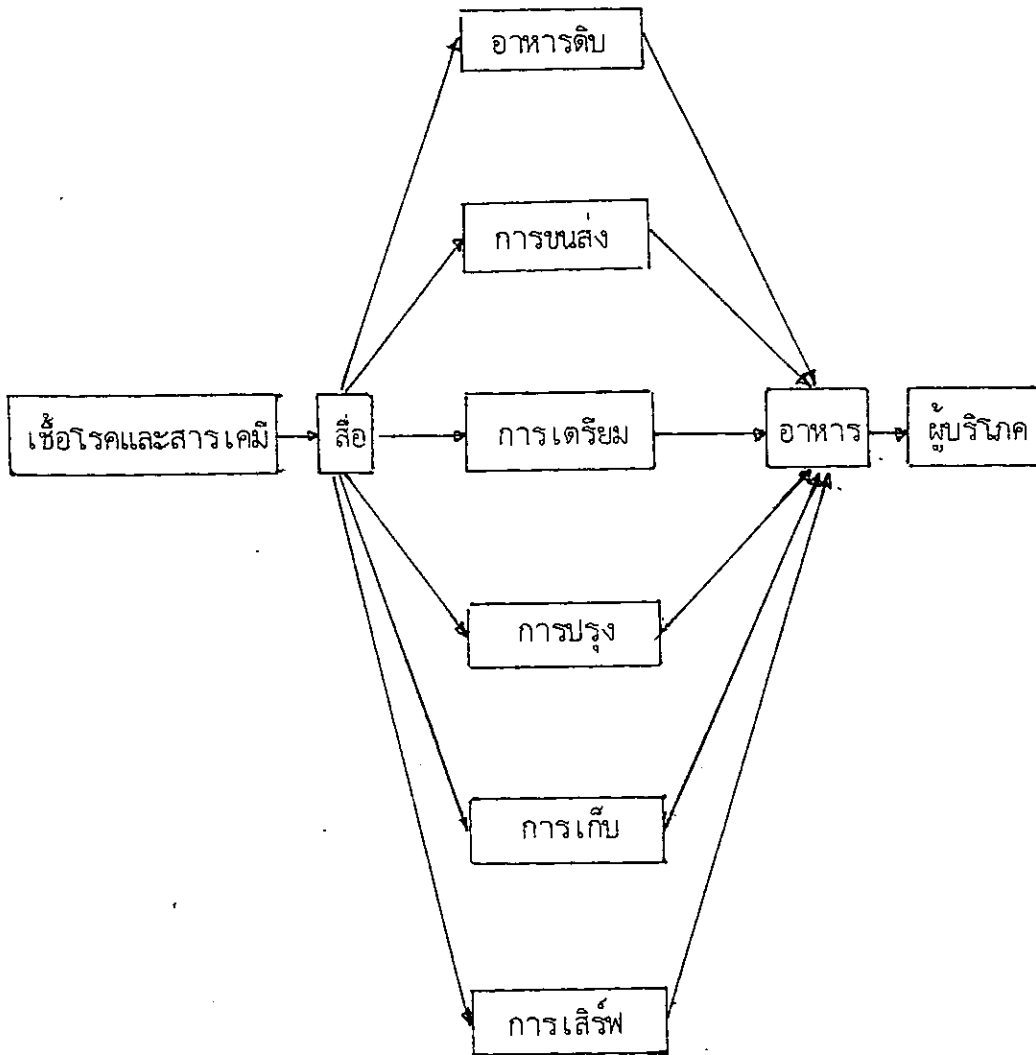 อาหารดิบ
การขนส่ง
เชื้อโรคและสารเคมี
สื่อ
การเตรียม
อาหาร
ผู้บริโภค
การปรุง
การเก็บ
การเสิร์ฟ